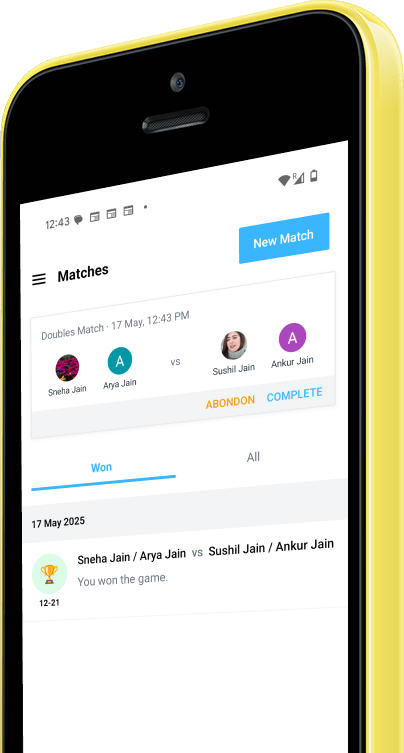 12:43
R
New Match
Matches
Doubles Match · 17 May, 12:43 PM
A
A
vs
Sneha Jain
Arya Jain
Sushil Jain
Ankur Jain
ABONDON
COMPLETE
Won
All
17 May 2025
Sneha Jain / Arya Jain vs Sushil Jain / Ankur Jain
You won the game.
12-21